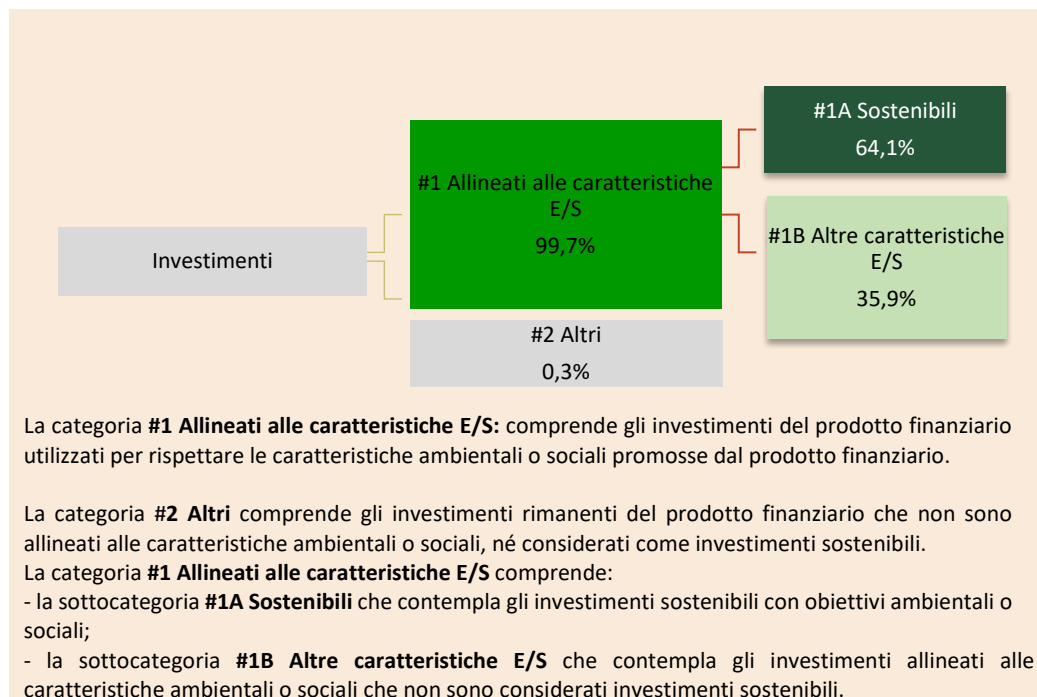 #1A Sostenibili
64,1%
#1 Allineati alle caratteristiche
E/S
99,7%
#1B Altre caratteristiche
E/S
35,9%
Investimenti
#2 Altri
0,3%
La categoria #1 Allineati alle caratteristiche E/S: comprende gli investimenti del prodotto finanziario
utilizzati per rispettare le caratteristiche ambientali o sociali promosse dal prodotto finanziario.
La categoria #2 Altri comprende gli investimenti rimanenti del prodotto finanziario che non sono
allineati alle caratteristiche ambientali o sociali, né considerati come investimenti sostenibili.
La categoria #1 Allineati alle caratteristiche E/S comprende:
- la sottocategoria #1A Sostenibili che contempla gli investimenti sostenibili con obiettivi ambientali o
sociali;
- la sottocategoria #1B Altre caratteristiche E/S che contempla gli investimenti allineati alle
caratteristiche ambientali o sociali che non sono considerati investimenti sostenibili.